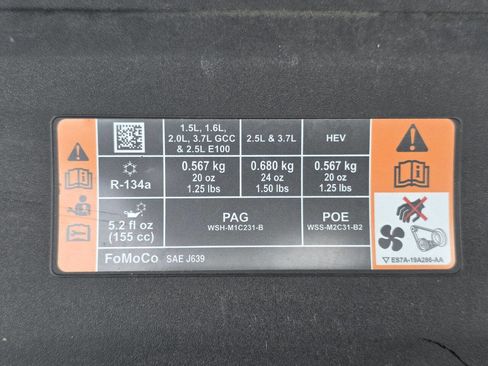 1.5L, 1.6L,
2.0L, 3.7L GCC
& 2.5L E100
2.5L & 3.7L
HEV
R-134a
0.567 kg
20 oz
1.25 lbs
0.680 kg
24 oz
1.50 lbs
0.567 kg
20 oz
1.25 lbs
5.2 fl oz
(155 cc)
PAG
WSH-M1C231-B
POE
WSS-M2C31-B2
FoMoCo SAE J639
ES7A-19A286-AA